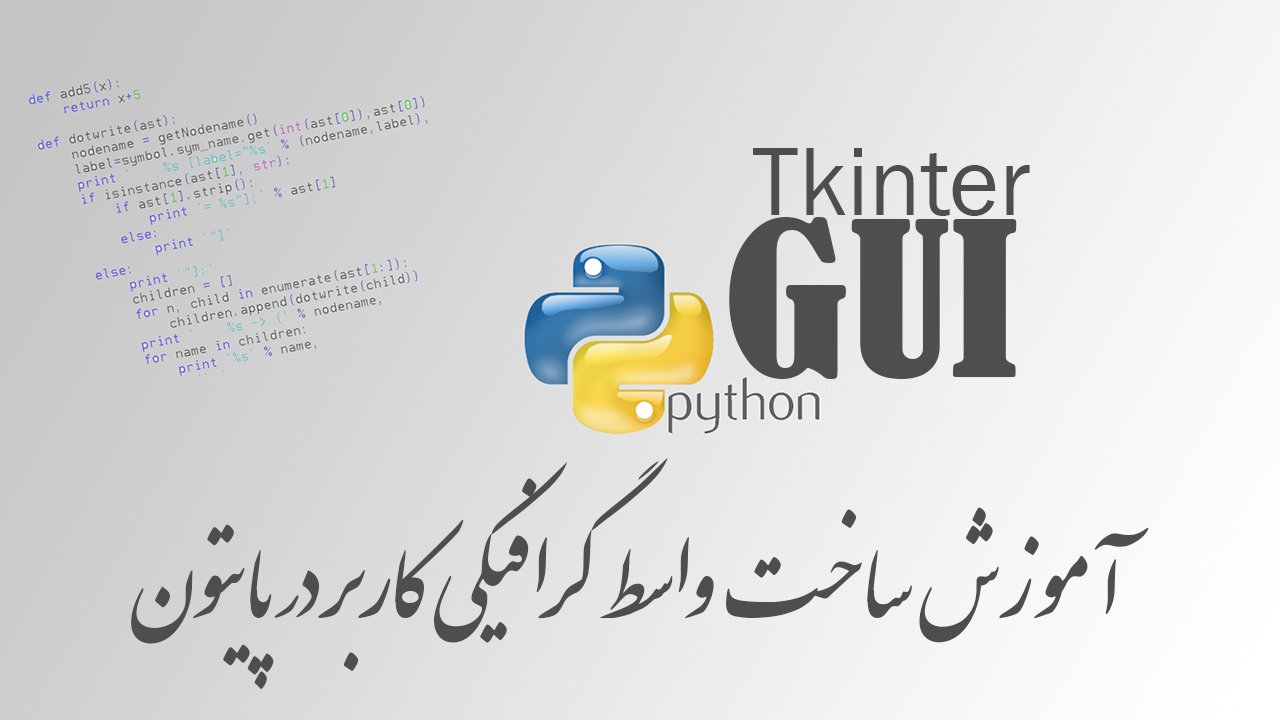 def add5(x):
    return x+5
def dotwrite(ast):
    nodename = getNodename()
    label=symbol.sym_name.get(int(ast[0]),ast[0])
    print '    %s [label="%s' % (nodename,label),
    if isinstance(ast[1], str):
        if ast[1].strip():
            print '= %s"];' % ast[1]
        else:
            print '"]'
    else:
        print '"];'
        children = []
        for n, child in enumerate(ast[1:]):
            children.append(dotwrite(child))
        print '    %s -> {' % nodename,
        for name in children:
            print '%s' % name,
Tkinter
GUI
python
آموزش ساخت واسط گرافیکی کاربر در پایتون